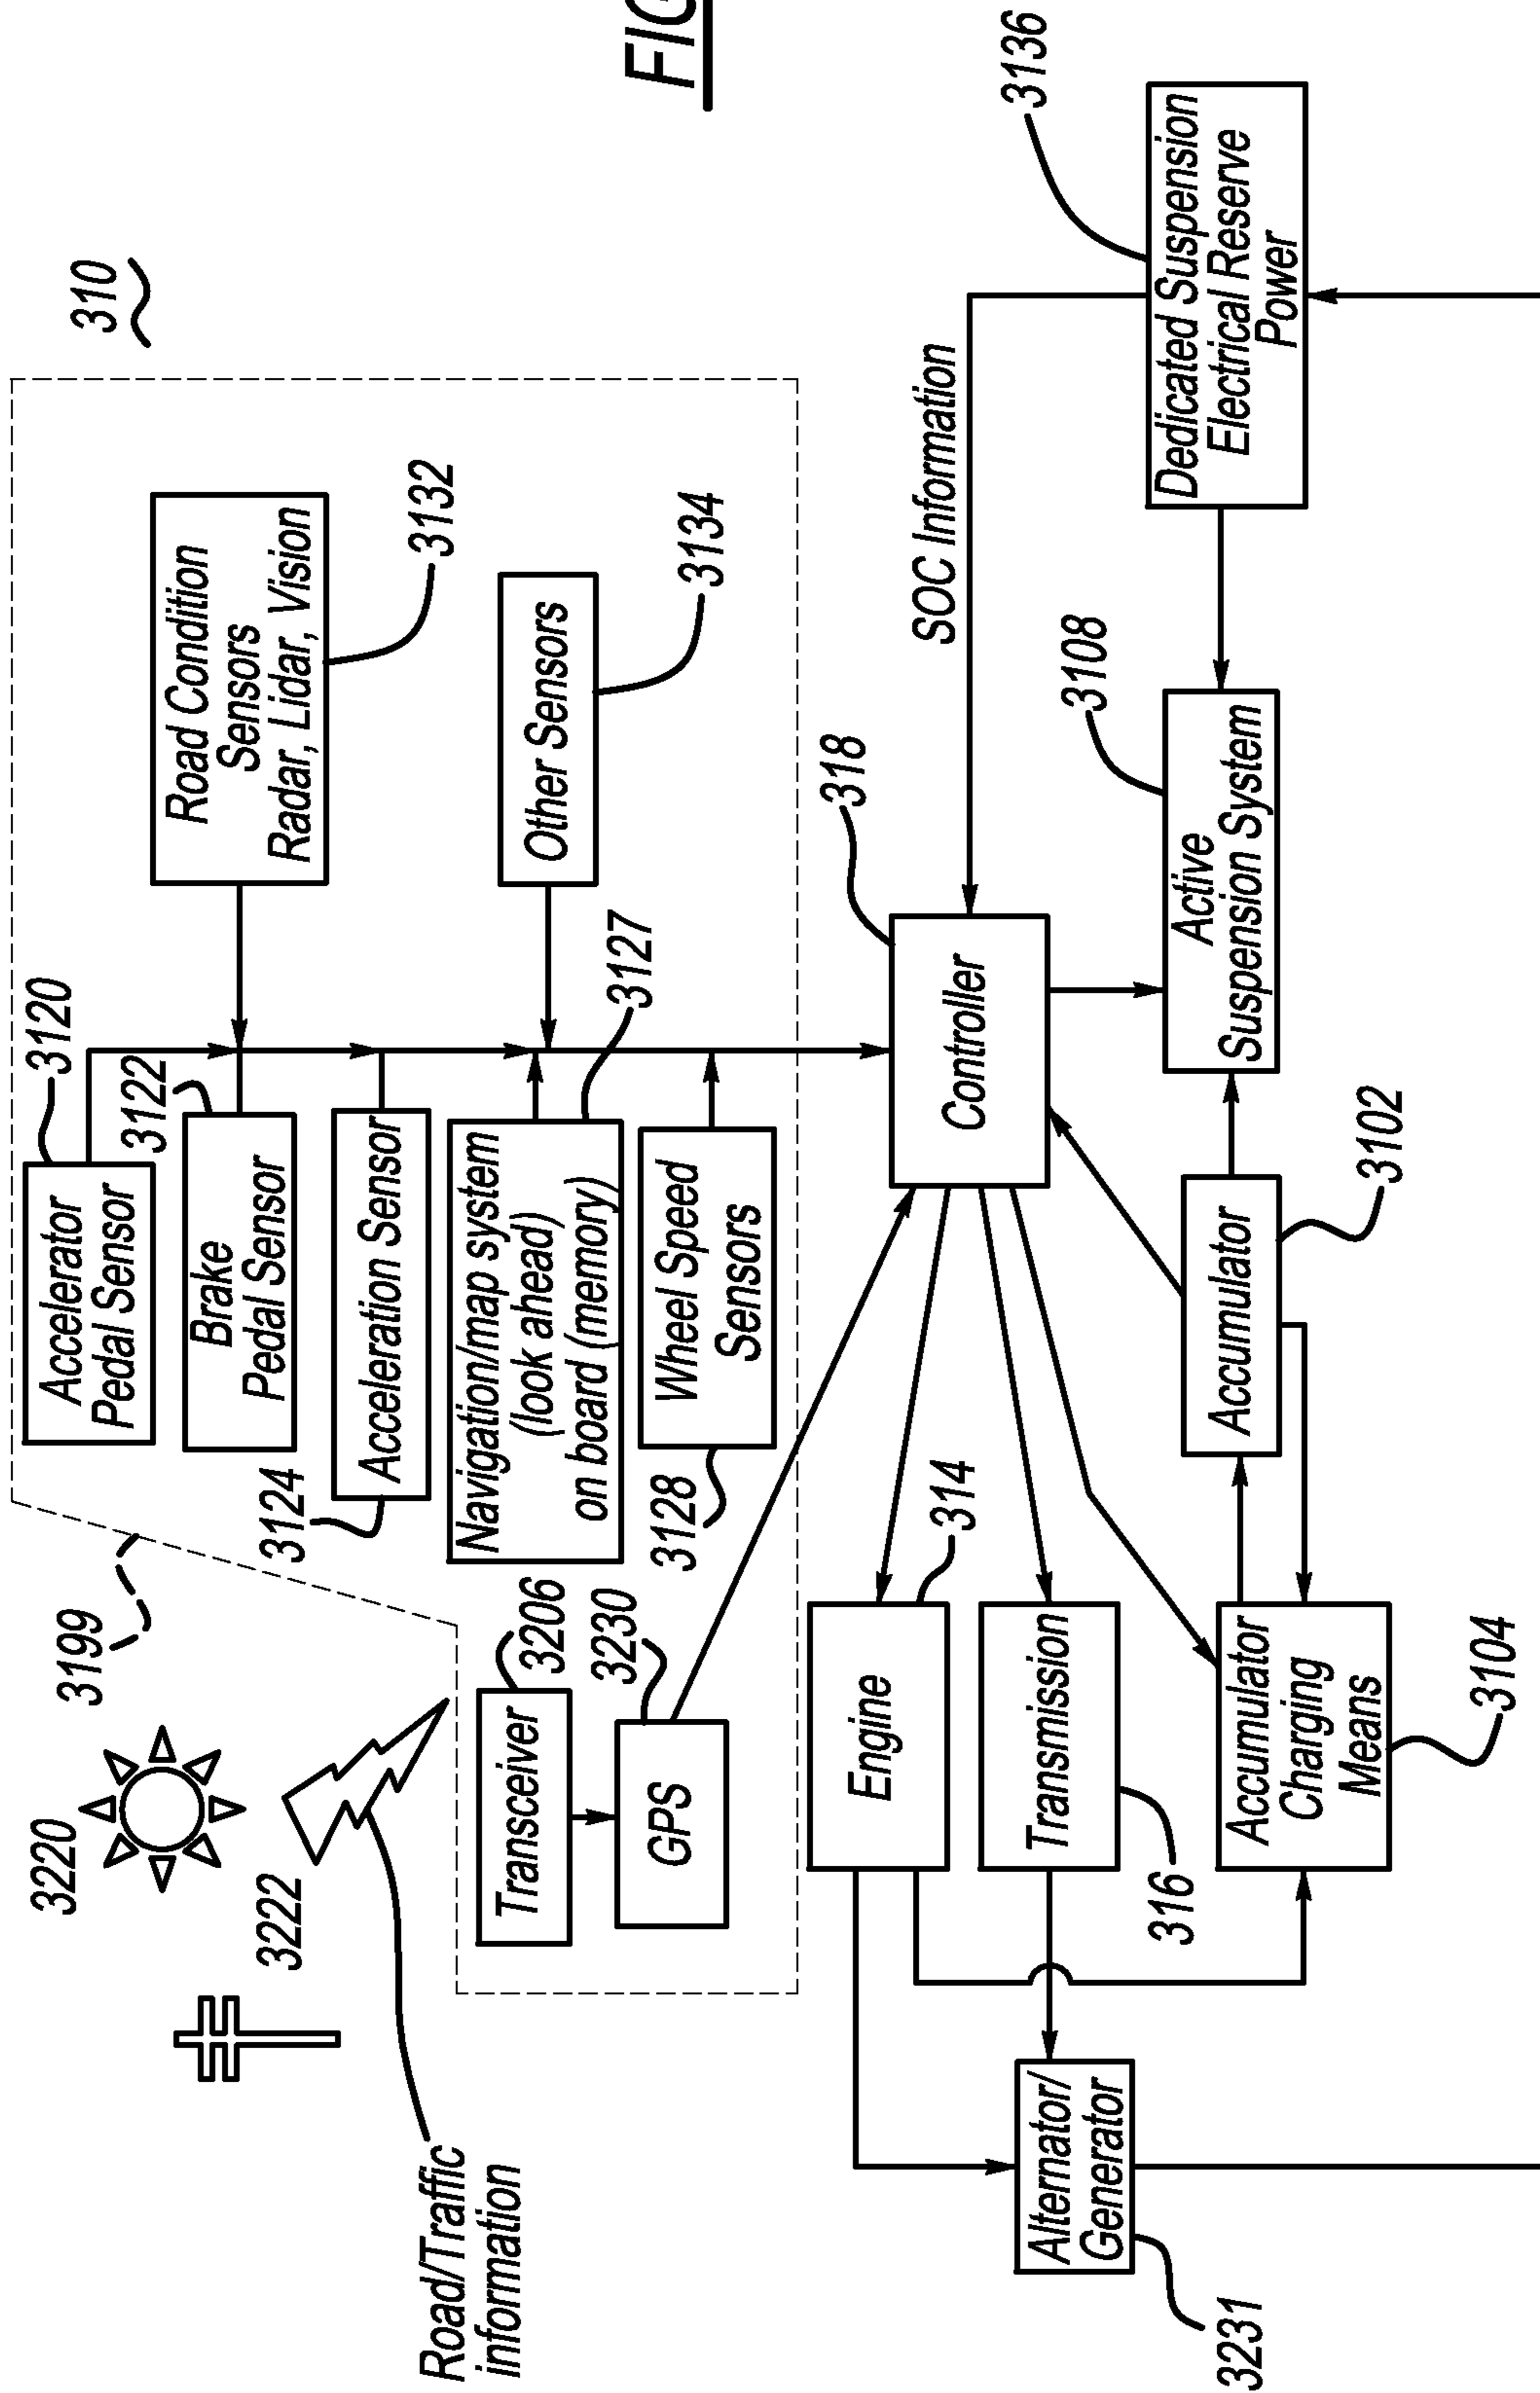 310
FIG
3220
3222
3199
Road/Traffic
information
3120
Accelerator
Pedal Sensor
3122
Brake
Pedal Sensor
3124
Acceleration Sensor
Navigation/map system
(look ahead)
on board (memory)
3127
3128
Wheel Speed
Sensors
Road Condition
Sensors
Radar, Lidar, Vision
3132
Other Sensors
3134
Transceiver
3206
GPS
3230
Engine
314
Transmission
316
Accumulator
Charging
Means
3104
Alternator/
Generator
3231
Controller
318
SOC Information
Accumulator
3102
Active
Suspension System
3108
Dedicated Suspension
Electrical Reserve
Power
3136